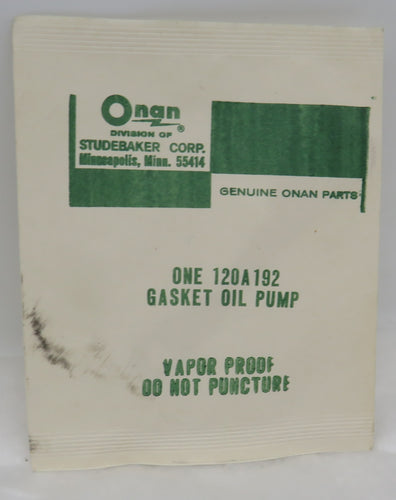 Onan
®
DIVISION OF
STUDEBAKER CORP.
Minneapolis, Minn. 55414
GENUINE ONAN PARTS
ONE 120A192
GASKET OIL PUMP
VAPOR PROOF
DO NOT PUNCTURE